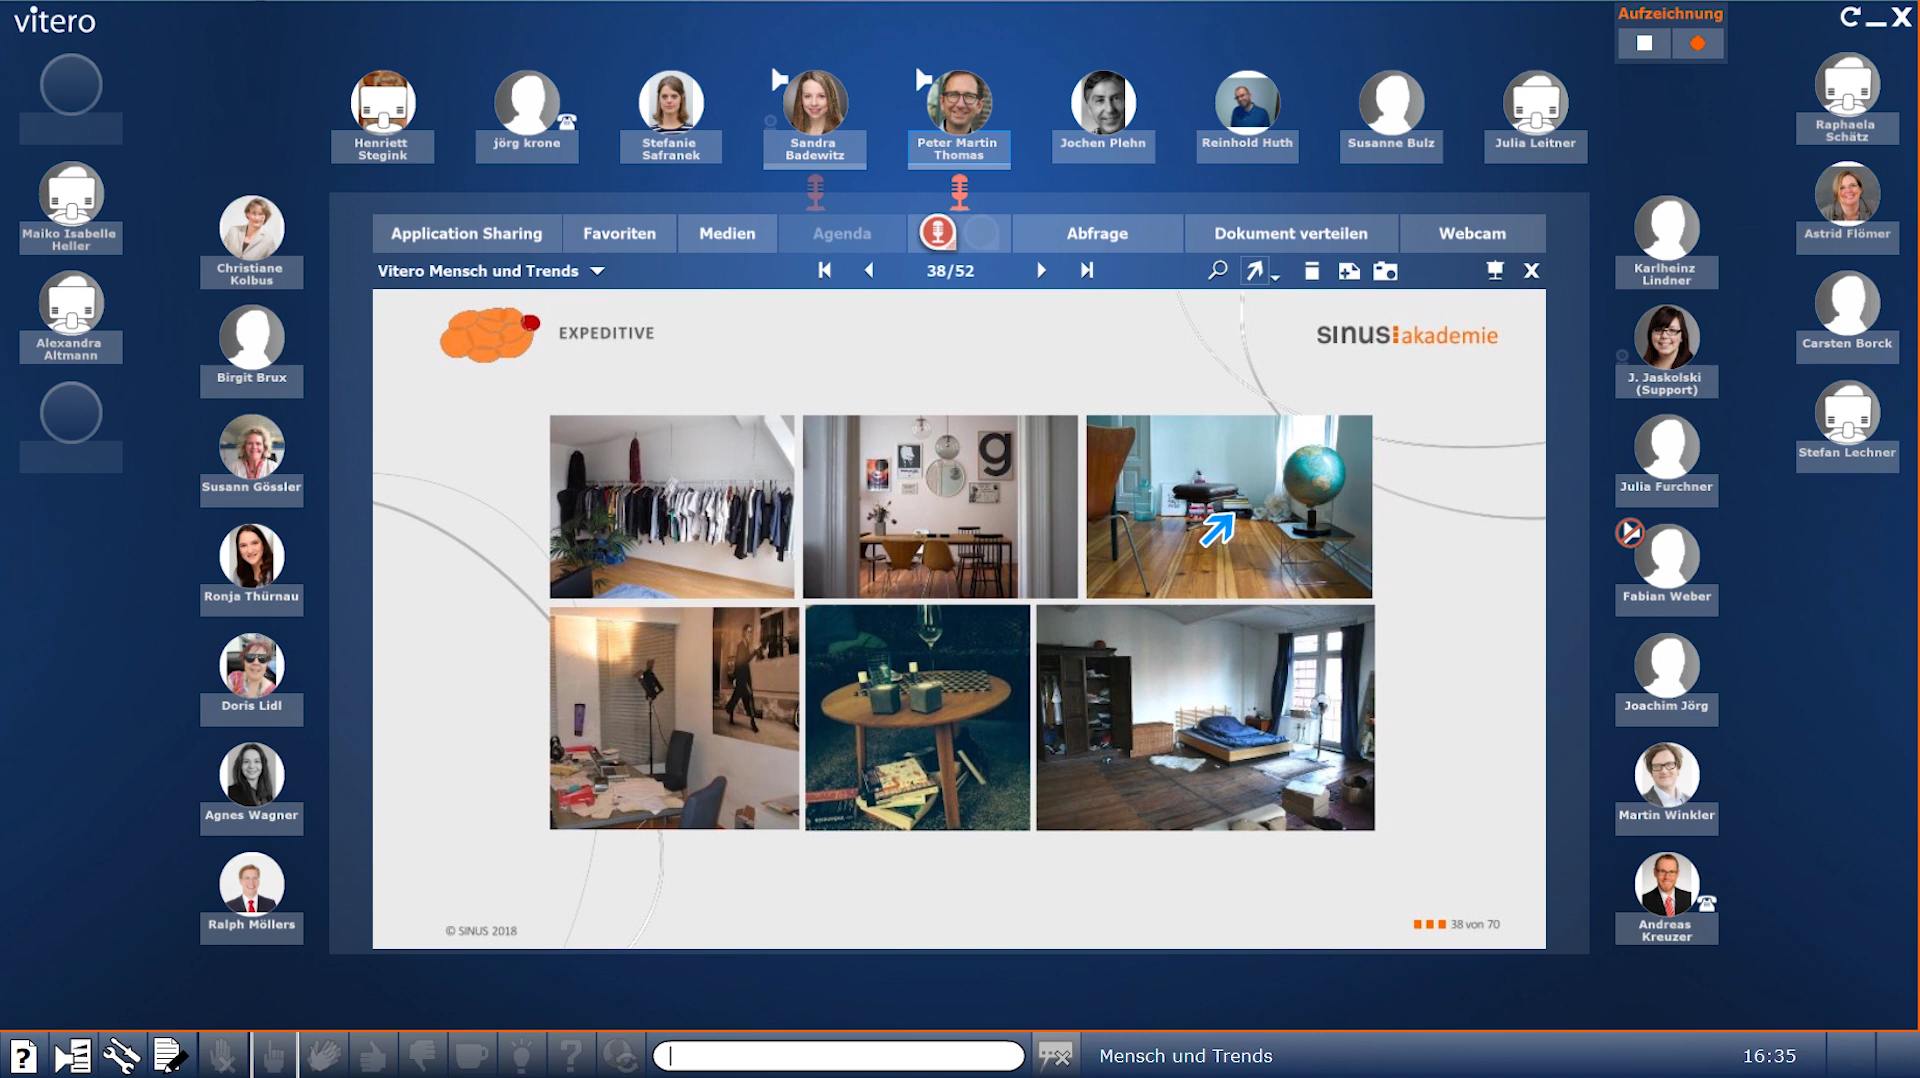 vitero
Aufzeichnung
Henriett
Stegink
jörg krone
Stefanie
Safranek
Sandra
Badewitz
Peter Martin
Thomas
Jochen Plehn
Reinhold Huth
Susanne Bulz
Julia Leitner
Raphaela
Schätz
Maiko Isabelle
Heller
Alexandra
Altmann
Christiane
Kolbus
Birgit Brux
Susann Gössler
Ronja Thürnau
Doris Lidl
Agnes Wagner
Ralph Möllers
Application Sharing
Favoriten
Medien
Agenda
Abfrage
Dokument verteilen
Webcam
Vitero Mensch und Trends
38/52
EXPEDITIVE
sinus:akademie
g
© SINUS 2018
38 von 70
Karlheinz
Lindner
J. Jaskolski
(Support)
Julia Furchner
Fabian Weber
Joachim Jörg
Martin Winkler
Andreas
Kreuzer
Astrid Flömer
Carsten Borck
Stefan Lechner
Mensch und Trends
16:35